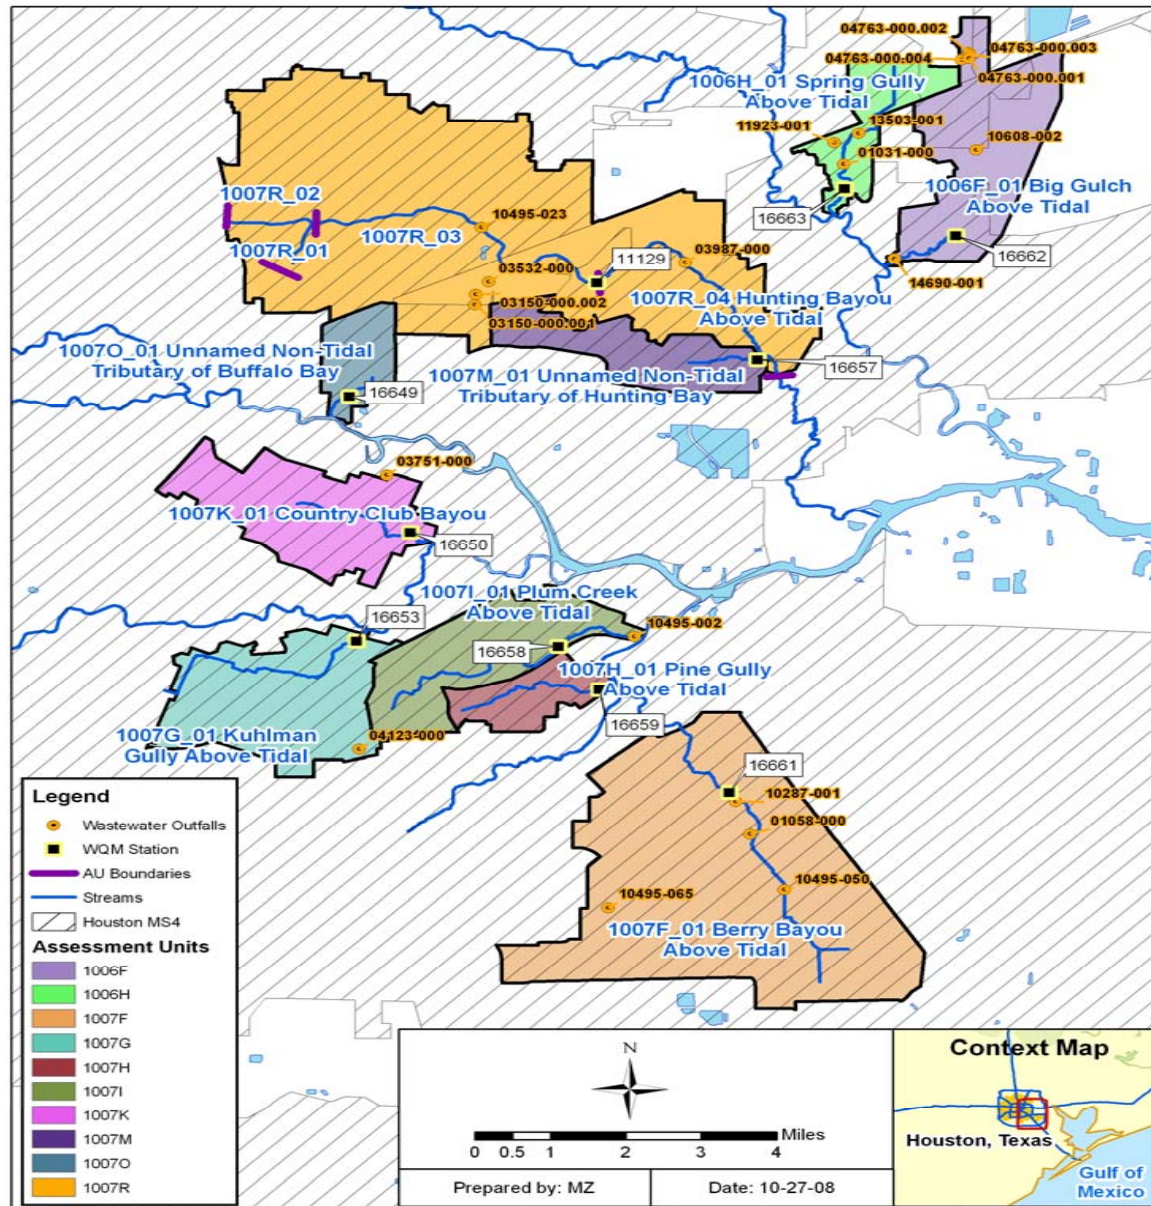 04763-000.002
04763-000.003
04763-000.004
04763-000.001
1006H_01 Spring Gully
Above Tidal
11923-001
13503-001
10608-002
01031-000
1006F_01 Big Gulch
Above Tidal
1007R_02
16663
10495-023
1007R_03
16662
1007R_01
11129
03987-000
03532-000
14690-001
03150-000.002
1007R_04 Hunting Bayou
Above Tidal
03150-000.001
1007O_01 Unnamed Non-Tidal
Tributary of Buffalo Bay
16657
1007M_01 Unnamed Non-Tidal
Tributary of Hunting Bay
16649
03751-000
1007K_01 Country Club Bayou
16650
1007I_01 Plum Creek
Above Tidal
16653
10495-002
16658
1007H_01 Pine Gully
Above Tidal
16659
1007G_01 Kuhlman
Gully Above Tidal
04123-000
16661
10287-001
01058-000
10495-050
10495-065
1007F_01 Berry Bayou
Above Tidal
Legend
Wastewater Outfalls
WQM Station
AU Boundaries
Streams
Houston MS4
Assessment Units
1006F
1006H
1007F
1007G
1007H
1007I
1007K
1007M
1007O
1007R
N
Miles
0 0.5 1 2 3 4
Prepared by: MZ
Date: 10-27-08
Context Map
Houston, Texas
Gulf of
Mexico